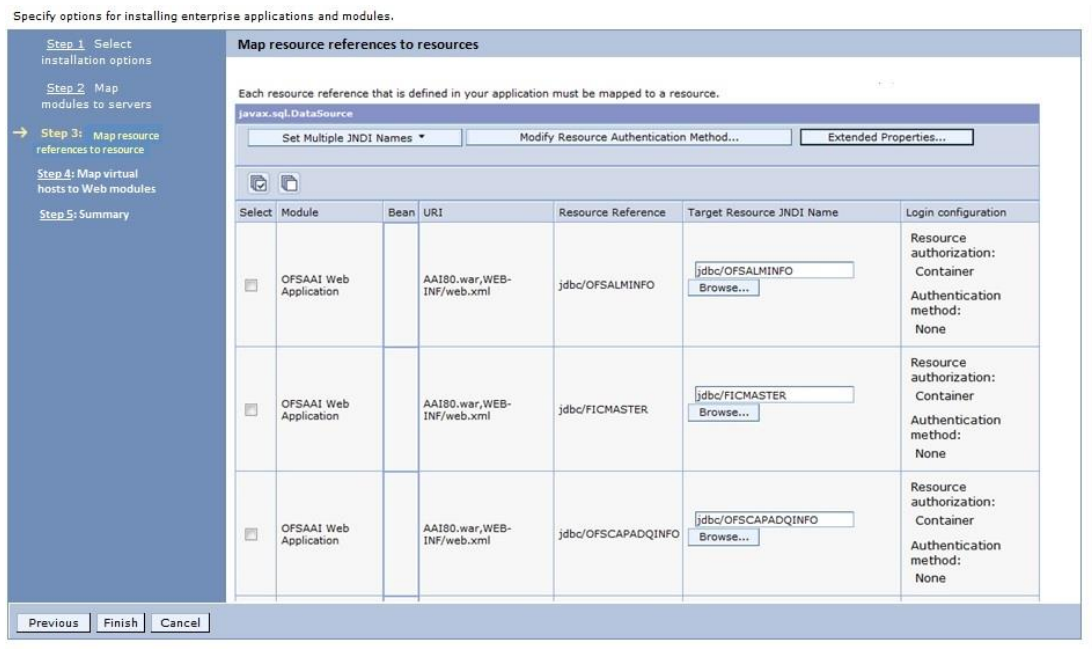 Specify options for installing enterprise applications and modules.
Step 1 Select
installation options
Step 2 Map
modules to servers
Step 3: Map resource
references to resource
Step 4: Map virtual
hosts to Web modules
Step 5: Summary
Map resource references to resources
Each resource reference that is defined in your application must be mapped to a resource.
javax.sql.DataSource
Set Multiple JNDI Names
Modify Resource Authentication Method...
Extended Properties...
Select Module Bean URI Resource Reference Target Resource JNDI Name Login configuration
OFSAAI Web
Application
AAI80.war,WEB-
INF/web.xml
jdbc/OFSALMINFO
jdbc/OFSALMINFO
Browse...
Resource
authorization:
Container
Authentication
method:
None
OFSAAI Web
Application
AAI80.war,WEB-
INF/web.xml
jdbc/FICMASTER
jdbc/FICMASTER
Browse...
Resource
authorization:
Container
Authentication
method:
None
OFSAAI Web
Application
AAI80.war,WEB-
INF/web.xml
jdbc/OFSCAPADQINFO
jdbc/OFSCAPADQINFO
Browse...
Resource
authorization:
Container
Authentication
method:
None
Previous Finish Cancel